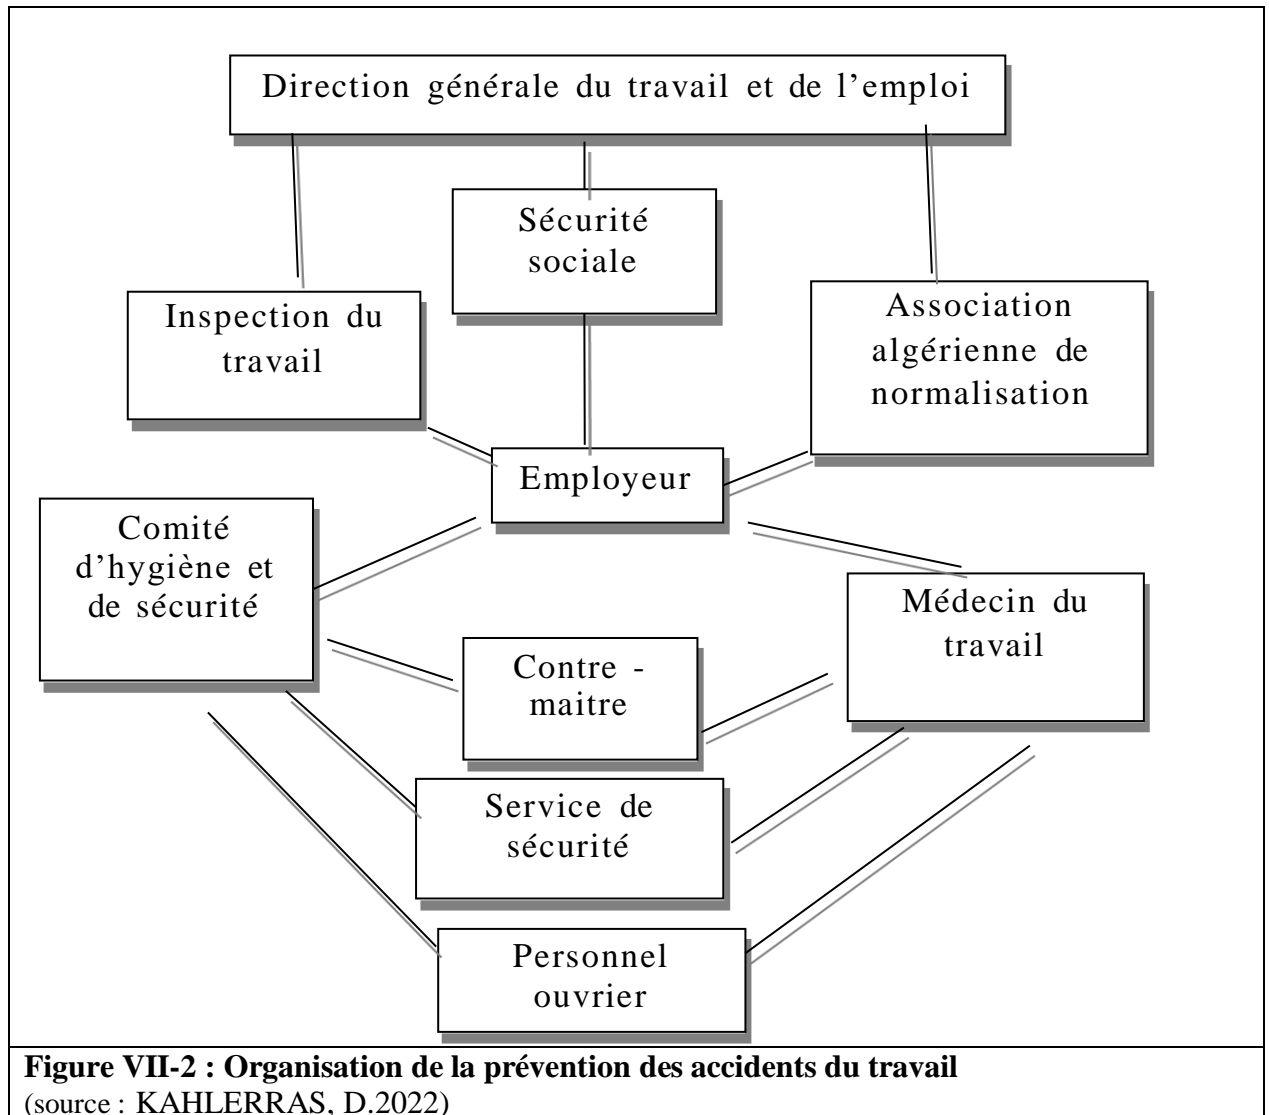 Direction générale du travail et de l’emploi
Sécurité
sociale
Inspection du
travail
Association
algérienne de
normalisation
Employeur
Comité
d’hygiène et
de sécurité
Médecin du
travail
Contre -
maitre
Service de
sécurité
Personnel
ouvrier
Figure VII-2 : Organisation de la prévention des accidents du travail
(source : KAHLERRAS, D.2022)